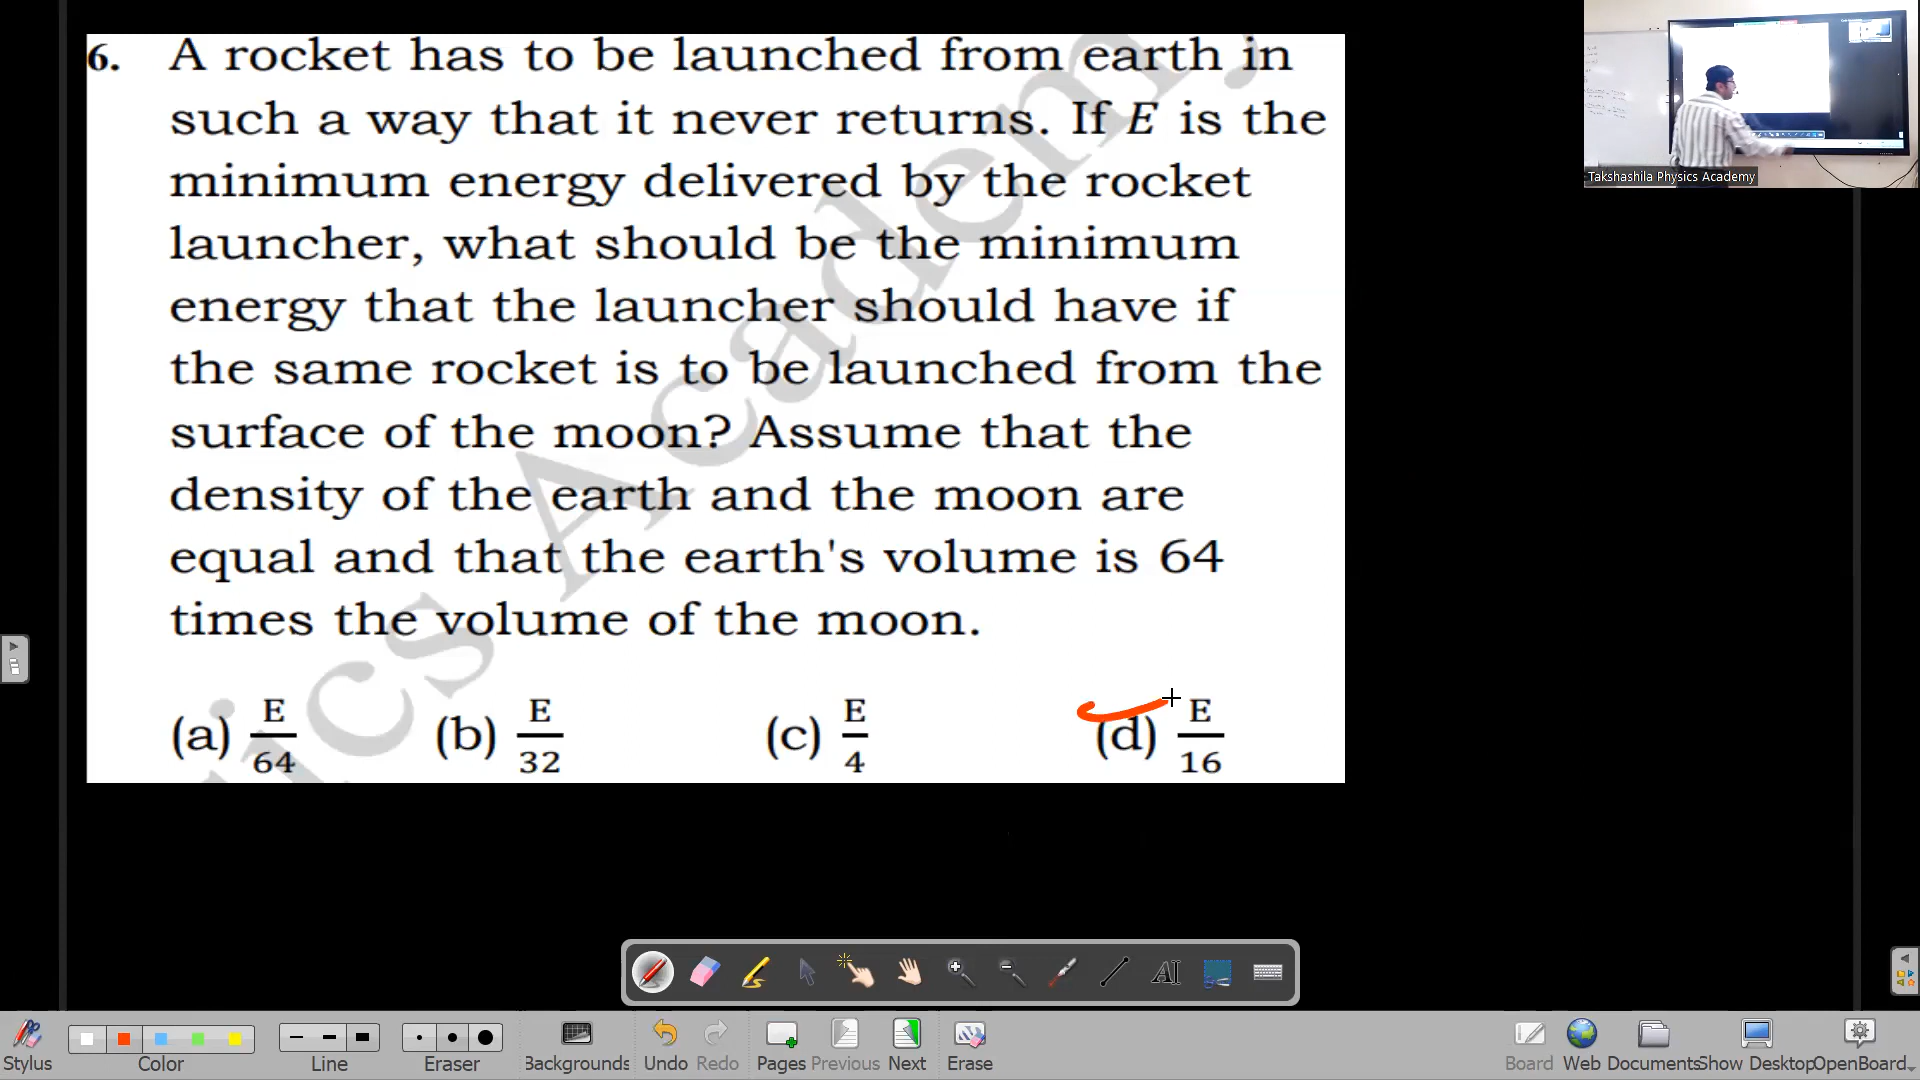 6. A rocket has to be launched from earth in
such a way that it never returns. If E is the
minimum energy delivered by the rocket
launcher, what should be the minimum
energy that the launcher should have if
the same rocket is to be launched from the
surface of the moon? Assume that the
density of the earth and the moon are
equal and that the earth's volume is 64
times the volume of the moon.
(a) E/64 (b) E/32 (c) E/4 (d) E/16
ics Academy
Takshashila Physics Academy
Stylus Color Line Eraser Backgrounds Undo Redo Pages Previous Next Erase Board Web Documents Show Desktop OpenBoard